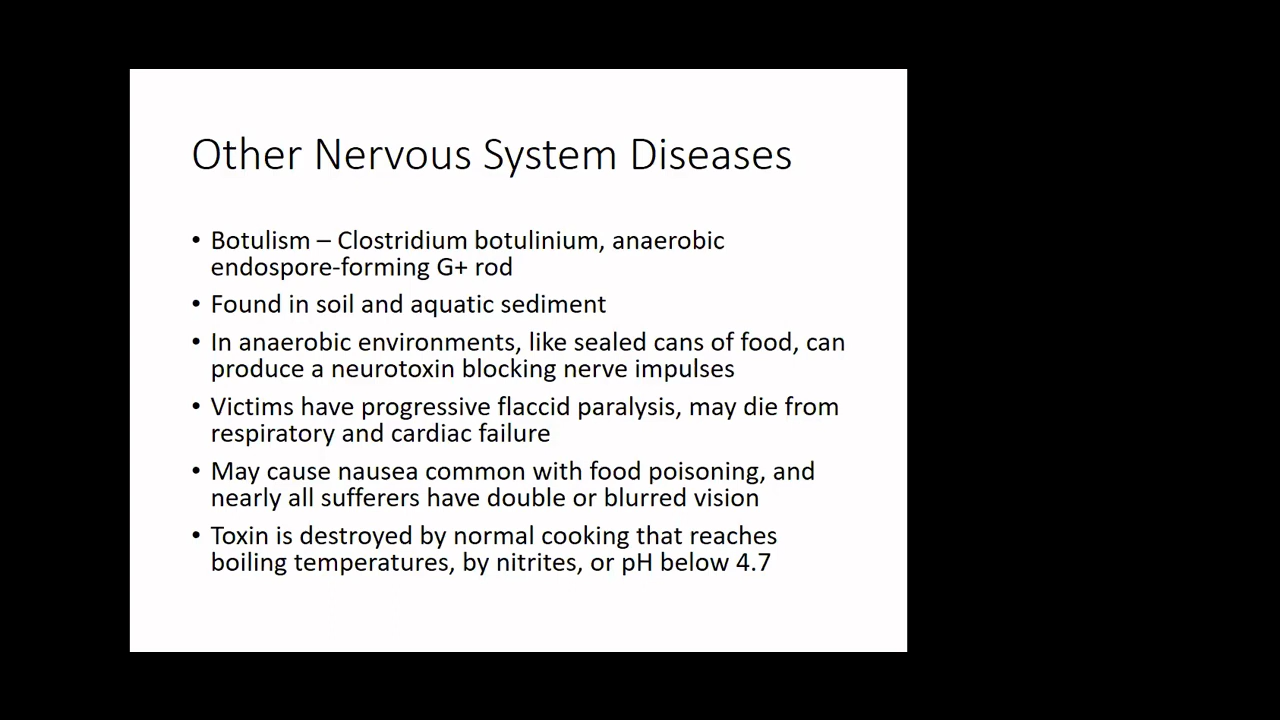 Other Nervous System Diseases
• Botulism – Clostridium botulinium, anaerobic
endospore-forming G+ rod
• Found in soil and aquatic sediment
• In anaerobic environments, like sealed cans of food, can
produce a neurotoxin blocking nerve impulses
• Victims have progressive flaccid paralysis, may die from
respiratory and cardiac failure
• May cause nausea common with food poisoning, and
nearly all sufferers have double or blurred vision
• Toxin is destroyed by normal cooking that reaches
boiling temperatures, by nitrites, or pH below 4.7